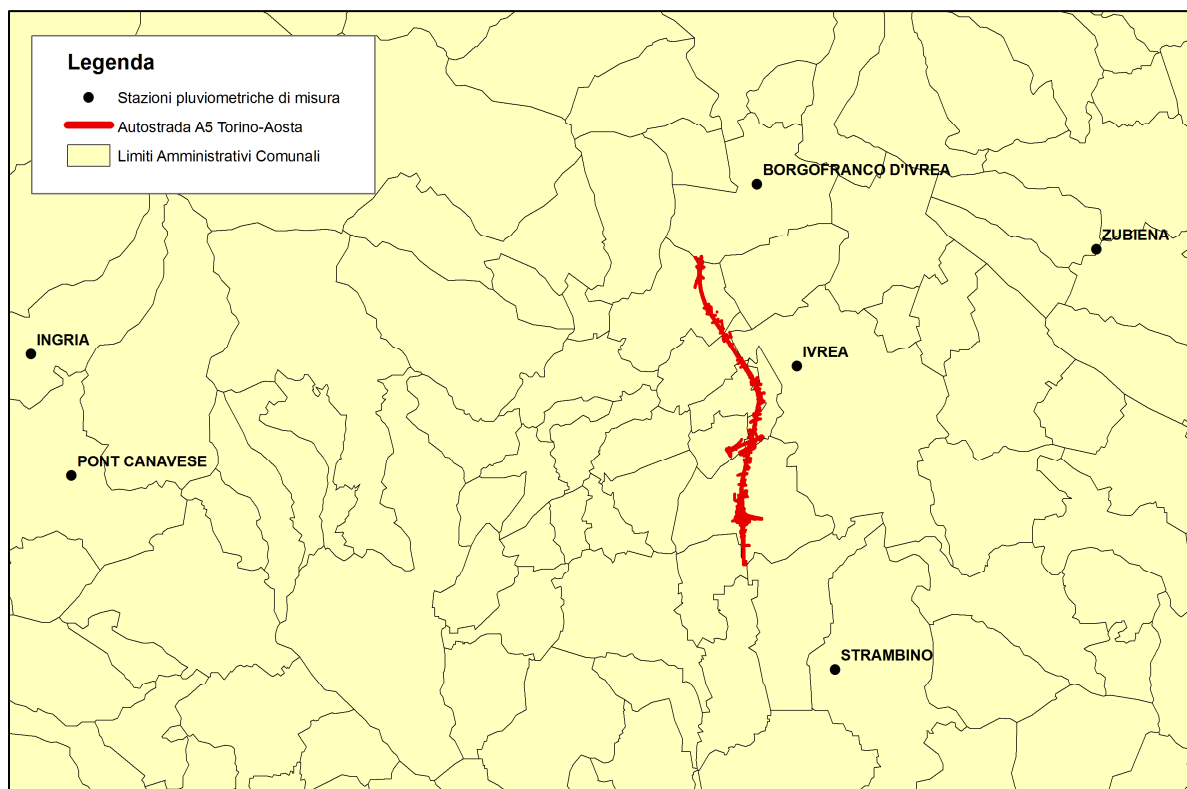 Legenda
Stazioni pluviometriche di misura
Autostrada A5 Torino-Aosta
Limiti Amministrativi Comunali
BORGOFRANCO D'IVREA
ZUBIENA
INGRIA
IVREA
PONT CANAVESE
STRAMBINO